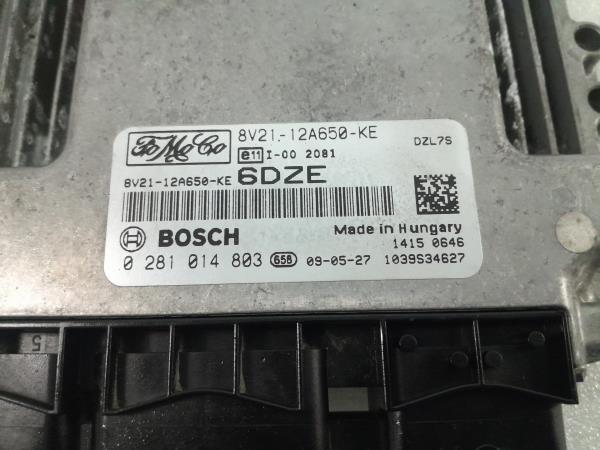 FoMoCo 8V21-12A650-KE DZL7S
e11 I-00 2081
8V21-12A650-KE 6DZE
BOSCH Made in Hungary
1415 0646
0 281 014 803 658 09-05-27 1039S34627
5